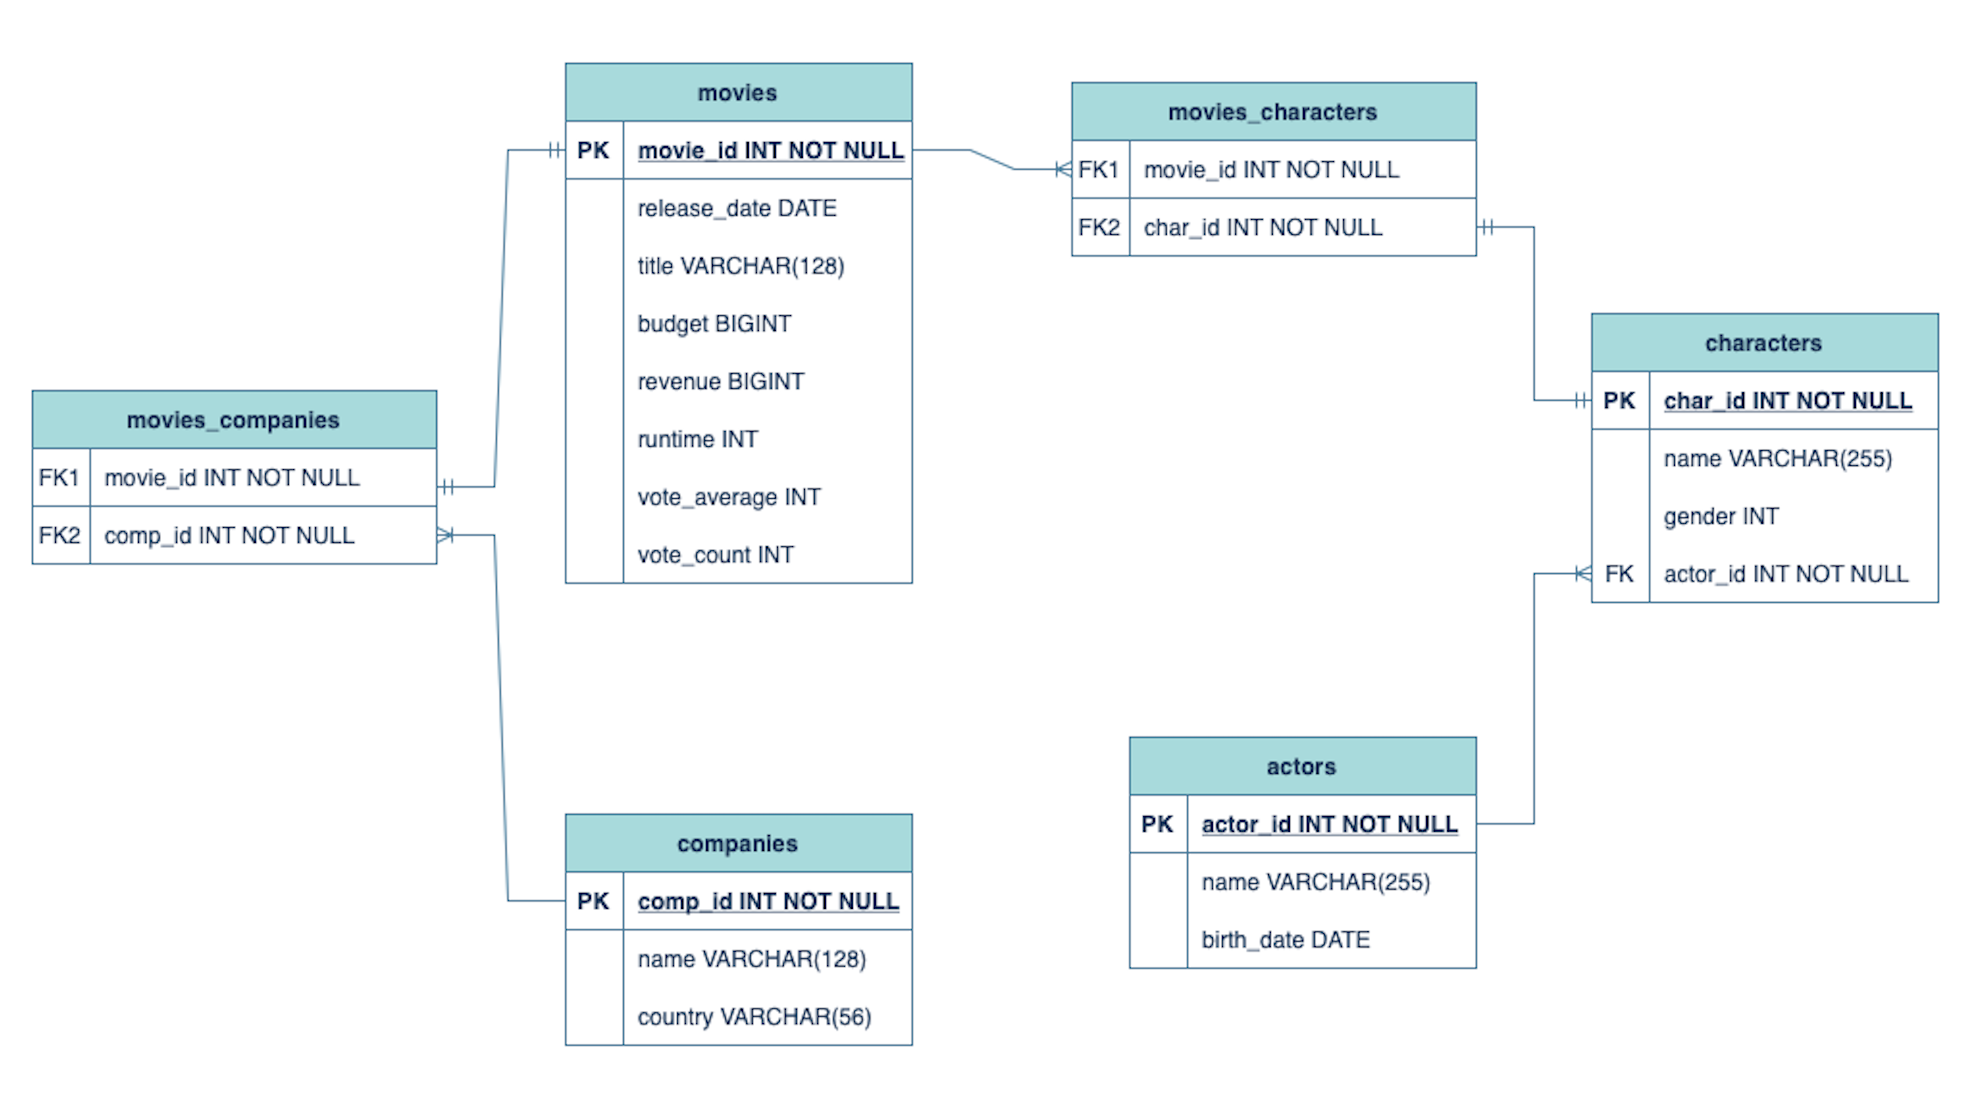 movies
PK movie_id INT NOT NULL
release_date DATE
title VARCHAR(128)
budget BIGINT
revenue BIGINT
runtime INT
vote_average INT
vote_count INT
movies_characters
FK1 movie_id INT NOT NULL
FK2 char_id INT NOT NULL
characters
PK char_id INT NOT NULL
name VARCHAR(255)
gender INT
FK actor_id INT NOT NULL
movies_companies
FK1 movie_id INT NOT NULL
FK2 comp_id INT NOT NULL
companies
PK comp_id INT NOT NULL
name VARCHAR(128)
country VARCHAR(56)
actors
PK actor_id INT NOT NULL
name VARCHAR(255)
birth_date DATE